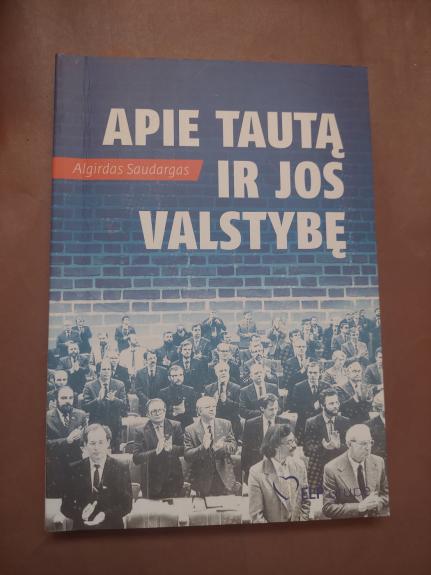 APIE TAUTĄ
Algirdas Saudargas
IR JOS
VALSTYBĘ